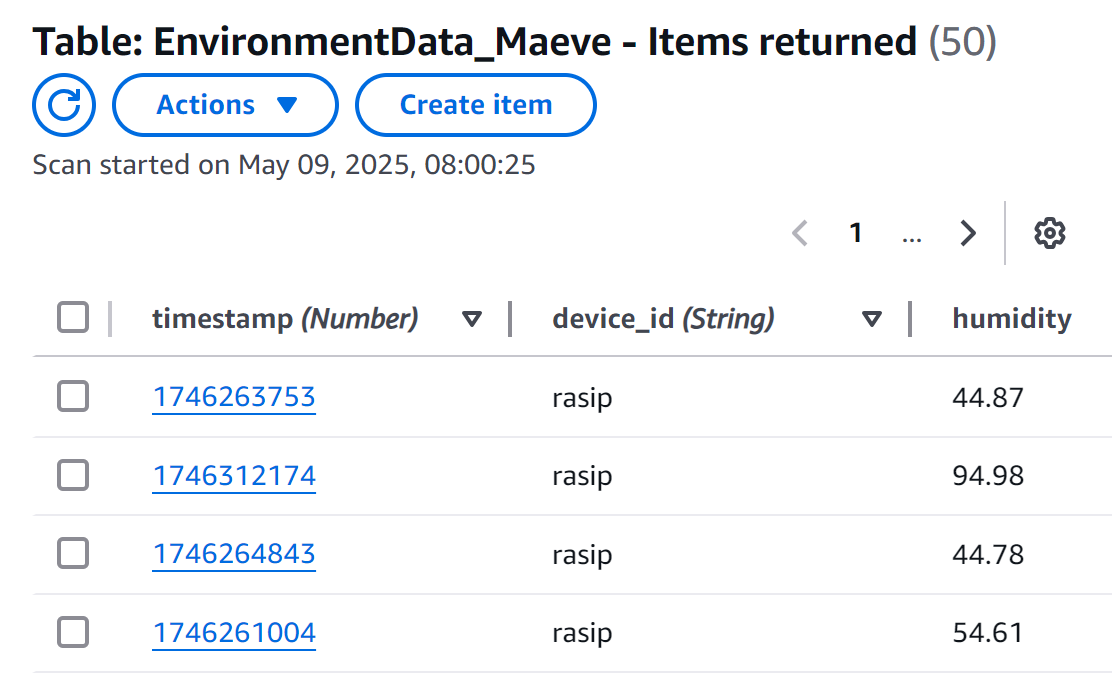 Table: EnvironmentData_Maeve - Items returned (50)
Actions Create item
Scan started on May 09, 2025, 08:00:25
1 ...
timestamp (Number) device_id (String) humidity
1746263753 rasip 44.87
1746312174 rasip 94.98
1746264843 rasip 44.78
1746261004 rasip 54.61